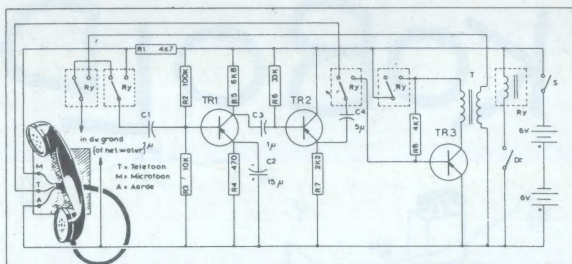 R1 4K7
Ry
Ry
R2 100K
R5 6K8
R6 33K
TR1
TR2
C1
1µ
C3
1µ
Ry
C4
5µ
Ry
R8 4K7
TR3
T
Ry
S
6V
6V
Dr
in de grond
(of net water)
M
T
A
T = Telefoon
M = Microfoon
A = Aarde
R3 10K
R4 470
C2
15µ
R7 2K2